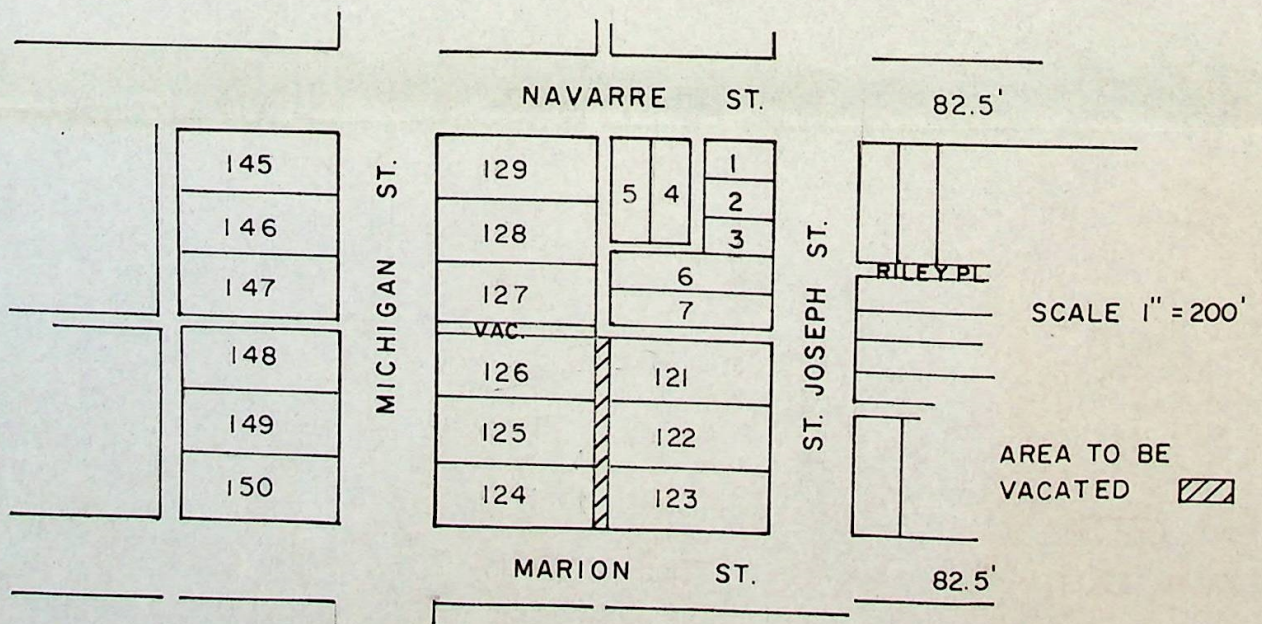 NAVARRE ST. 82.5'
145
146
147
148
149
150
MICHIGAN ST.
129
128
127
VAC.
126
125
124
5 4
1
2
3
6
7
121
122
123
ST. JOSEPH ST.
RILEY PL
SCALE 1" = 200'
AREA TO BE
VACATED
MARION ST. 82.5'